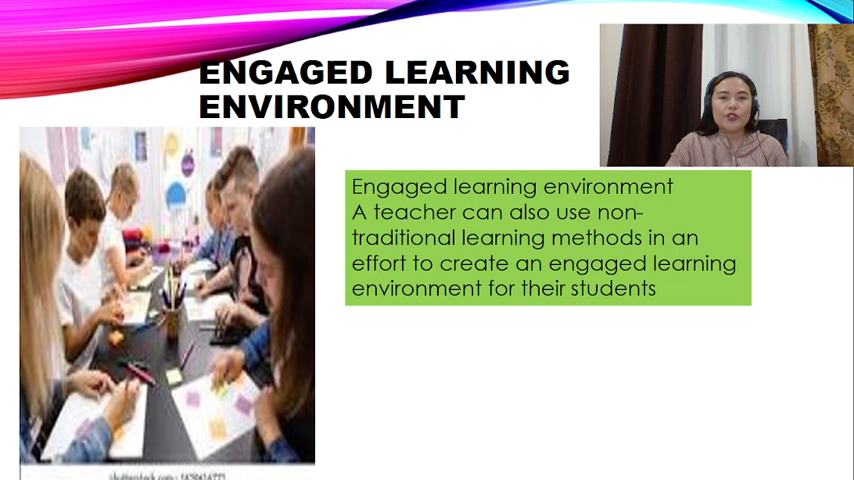 ENGAGED LEARNING
ENVIRONMENT
Engaged learning environment
A teacher can also use non-
traditional learning methods in an
effort to create an engaged learning
environment for their students